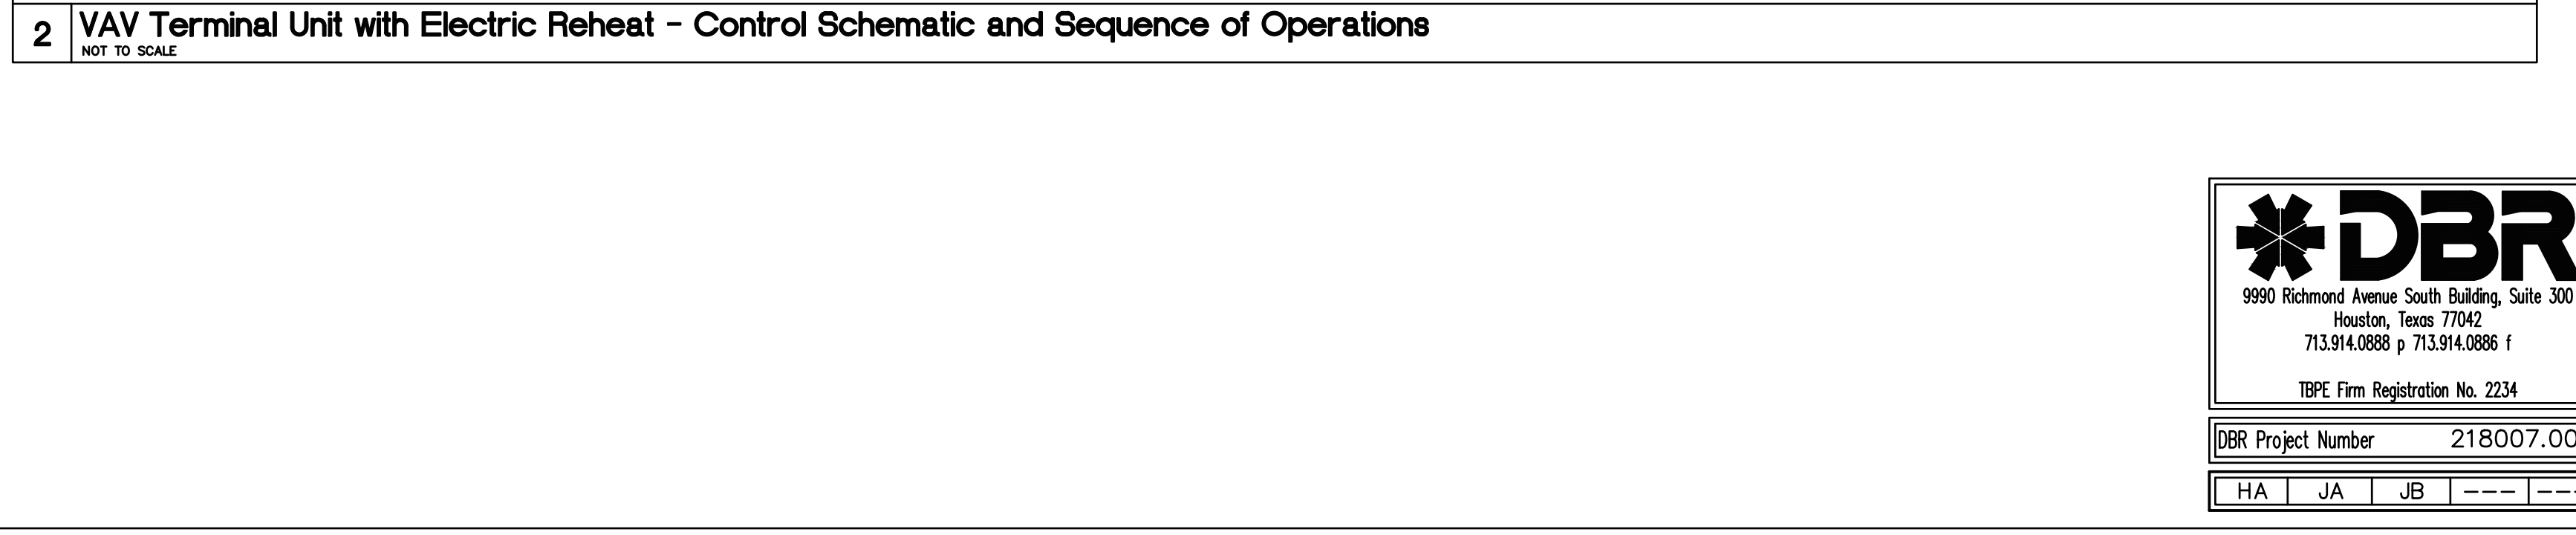 2 VAV Terminal Unit with Electric Reheat - Control Schematic and Sequence of Operations
NOT TO SCALE
DBR
9990 Richmond Avenue South Building, Suite 300
Houston, Texas 77042
713.914.0888 p 713.914.0886 f
TBPE Firm Registration No. 2234
DBR Project Number 218007.00
HA JA JB --- ---